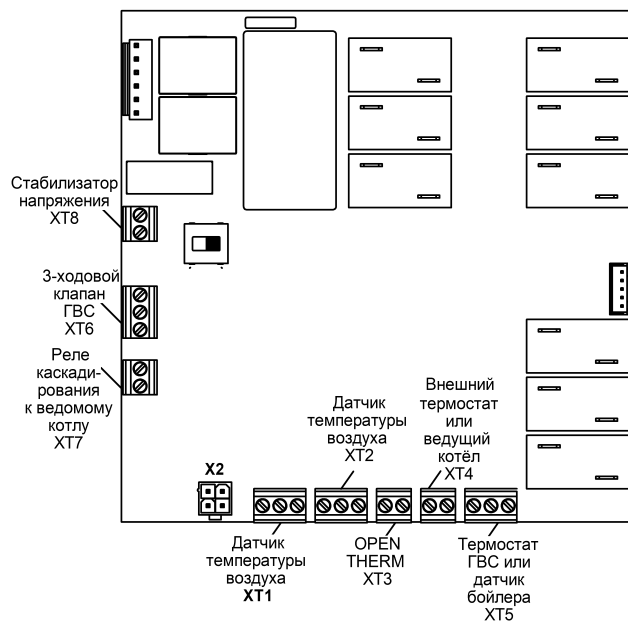 Стабилизатор
напряжения
XT8
3-ходовой
клапан
ГВС
XT6
Реле
каскади-
рования
к ведомому
котлу
XT7
Датчик
температуры
воздуха
XT2
Внешний
термостат
или
ведущий
котёл
XT4
X2
Датчик
температуры
воздуха
XT1
OPEN
THERM
XT3
Термостат
ГВС или
датчик
бойлера
XT5